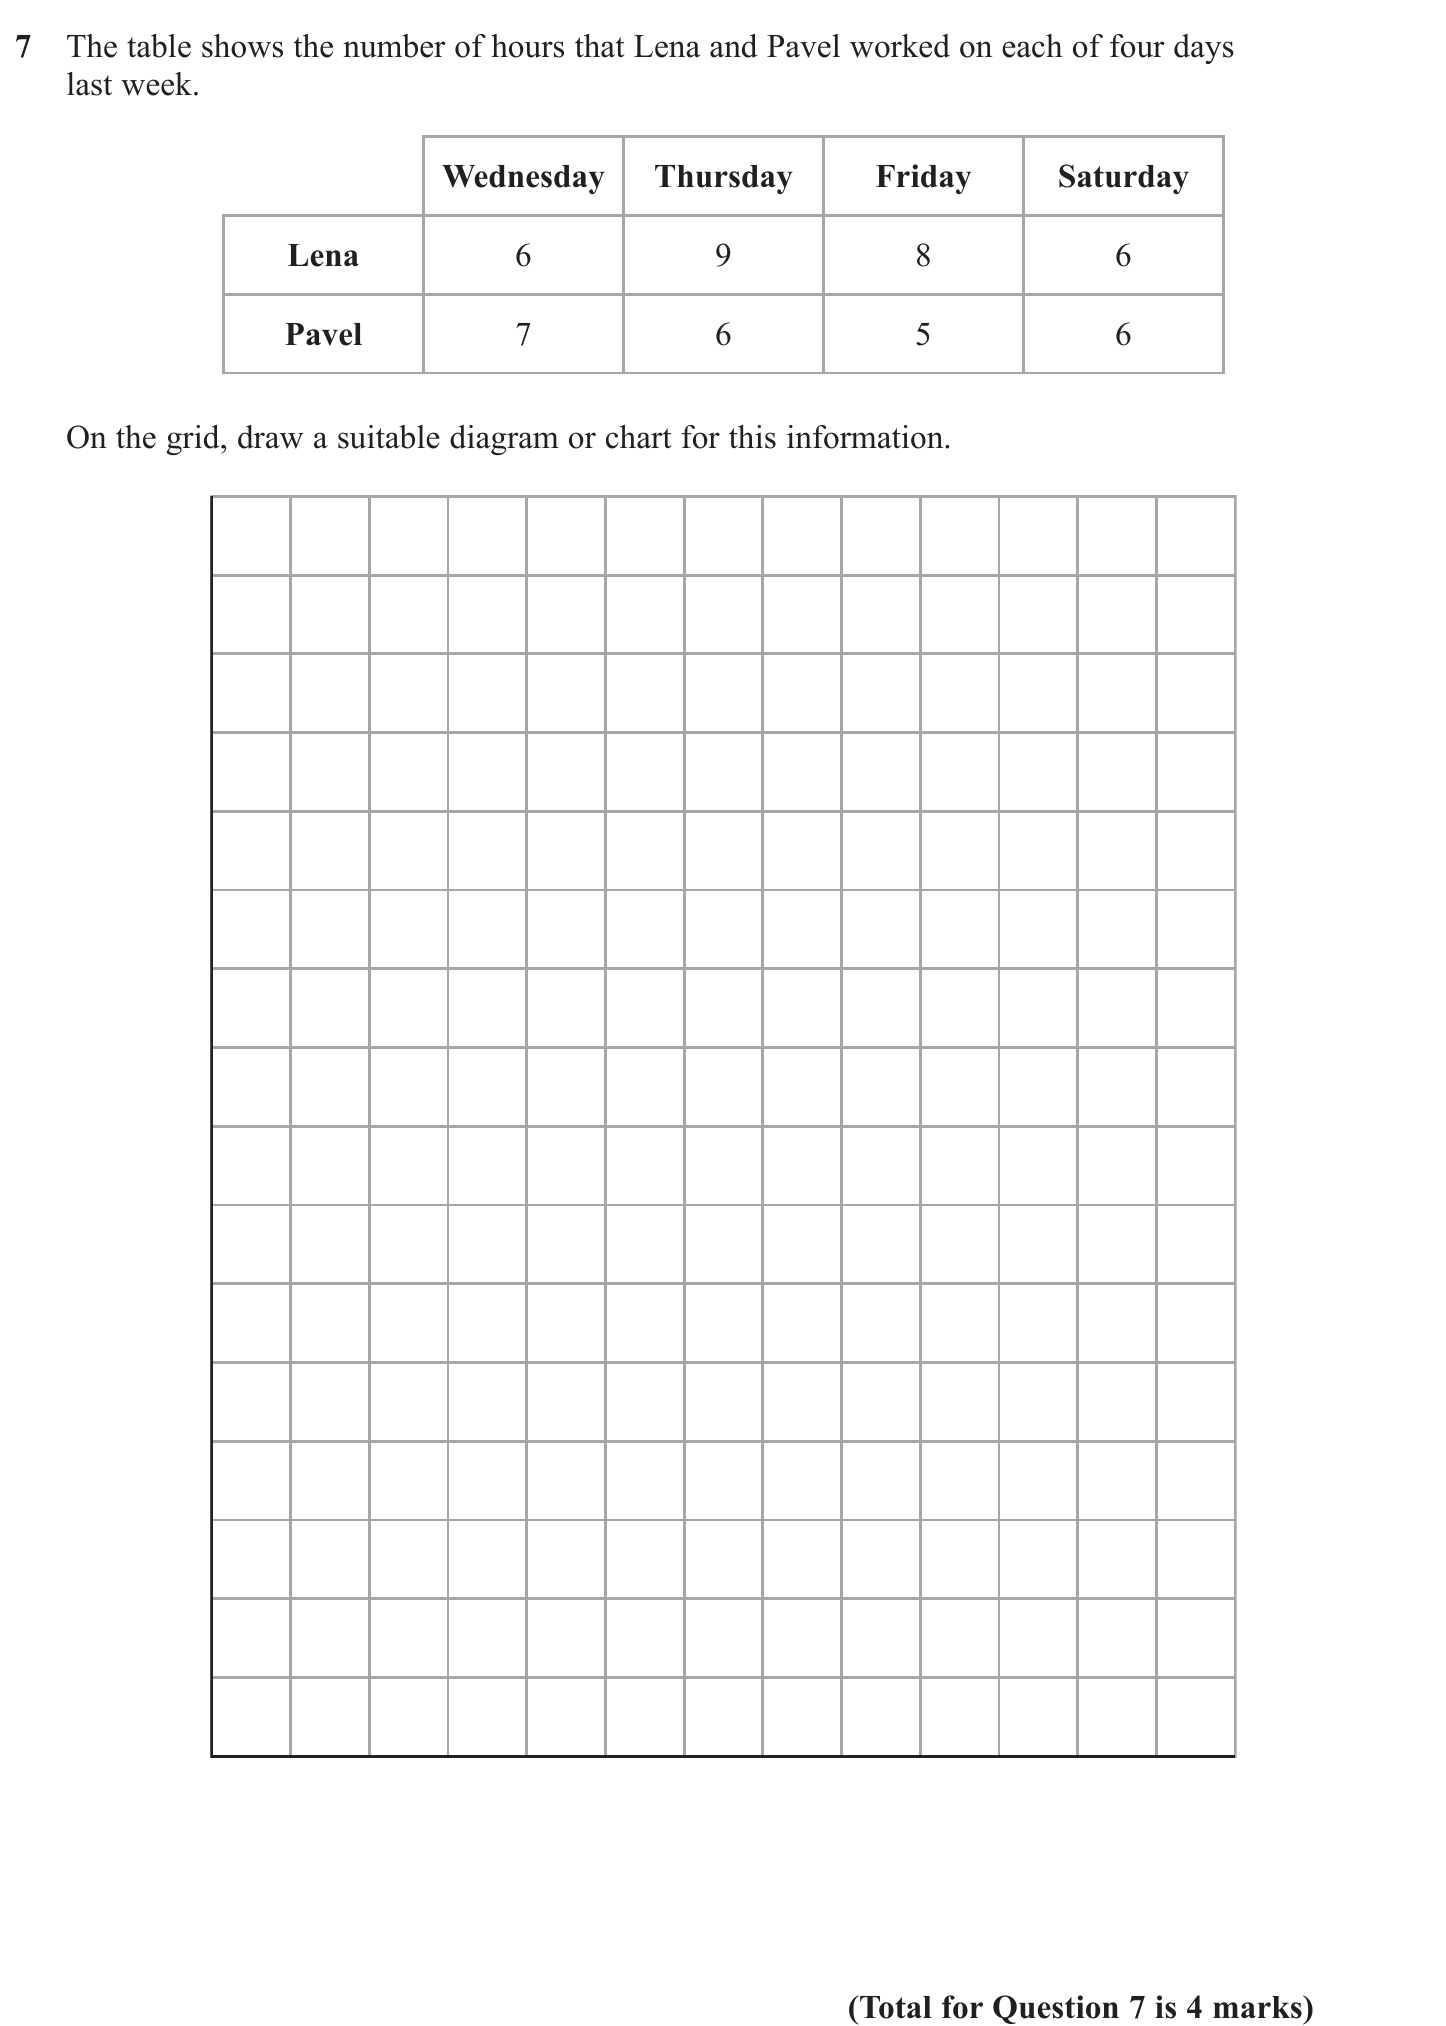 7 The table shows the number of hours that Lena and Pavel worked on each of four days
last week.
Wednesday Thursday Friday Saturday
Lena 6 9 8 6
Pavel 7 6 5 6
On the grid, draw a suitable diagram or chart for this information.
(Total for Question 7 is 4 marks)